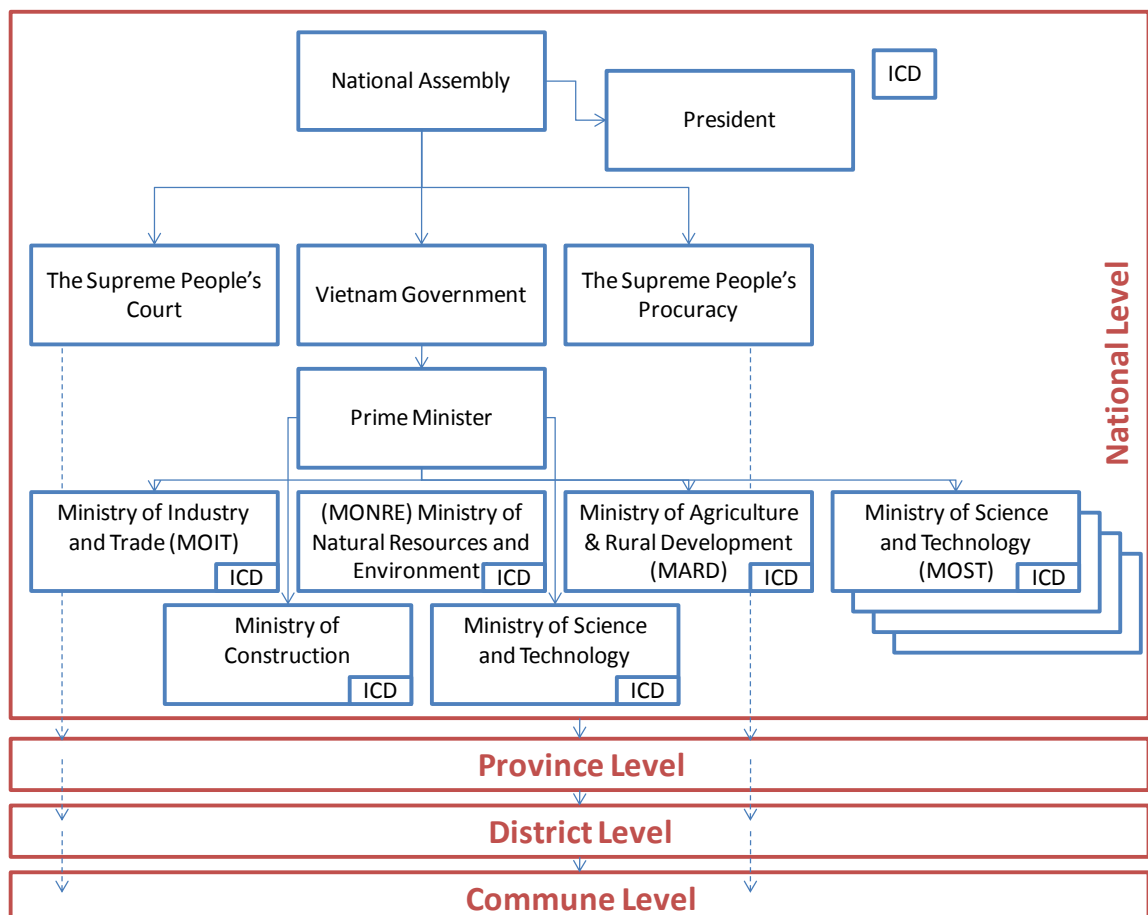 National Assembly
ICD
President
The Supreme People's
Court
Vietnam Government
The Supreme People's
Procuracy
National Level
Prime Minister
Ministry of Industry
and Trade (MOIT)
ICD
(MONRE) Ministry of
Natural Resources and
Environment
ICD
Ministry of Agriculture
& Rural Development
(MARD)
ICD
Ministry of Science
and Technology
(MOST)
ICD
Ministry of
Construction
ICD
Ministry of Science
and Technology
ICD
Province Level
District Level
Commune Level